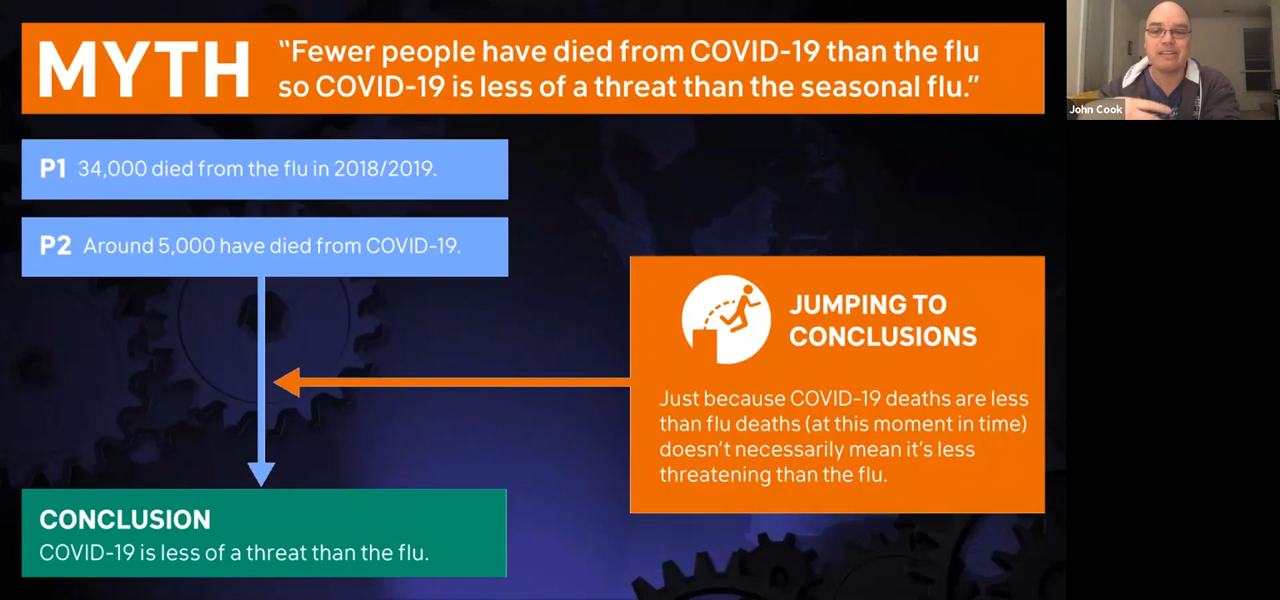 MYTH
"Fewer people have died from COVID-19 than the flu
so COVID-19 is less of a threat than the seasonal flu."
John Cook
P1 34,000 died from the flu in 2018/2019.
P2 Around 5,000 have died from COVID-19.
JUMPING TO
CONCLUSIONS
Just because COVID-19 deaths are less
than flu deaths (at this moment in time)
doesn't necessarily mean it's less
threatening than the flu.
CONCLUSION
COVID-19 is less of a threat than the flu.